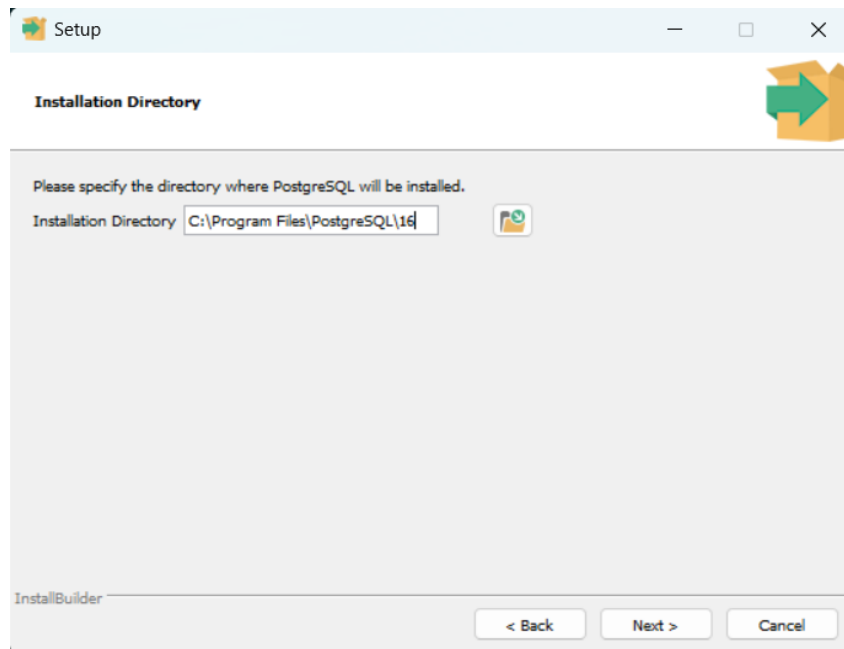 Setup
Installation Directory
Please specify the directory where PostgreSQL will be installed.
Installation Directory C:\Program Files\PostgreSQL\16
InstallBuilder
< Back Next > Cancel